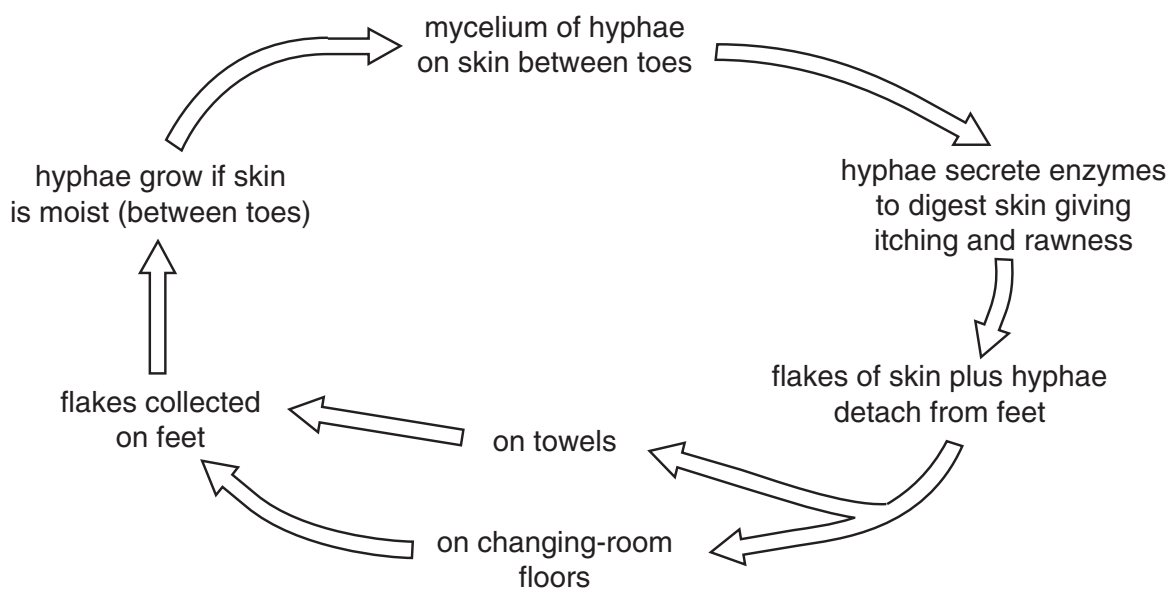 mycelium of hyphae
on skin between toes
hyphae secrete enzymes
to digest skin giving
itching and rawness
flakes of skin plus hyphae
detach from feet
on towels
on changing-room
floors
flakes collected
on feet
hyphae grow if skin
is moist (between toes)